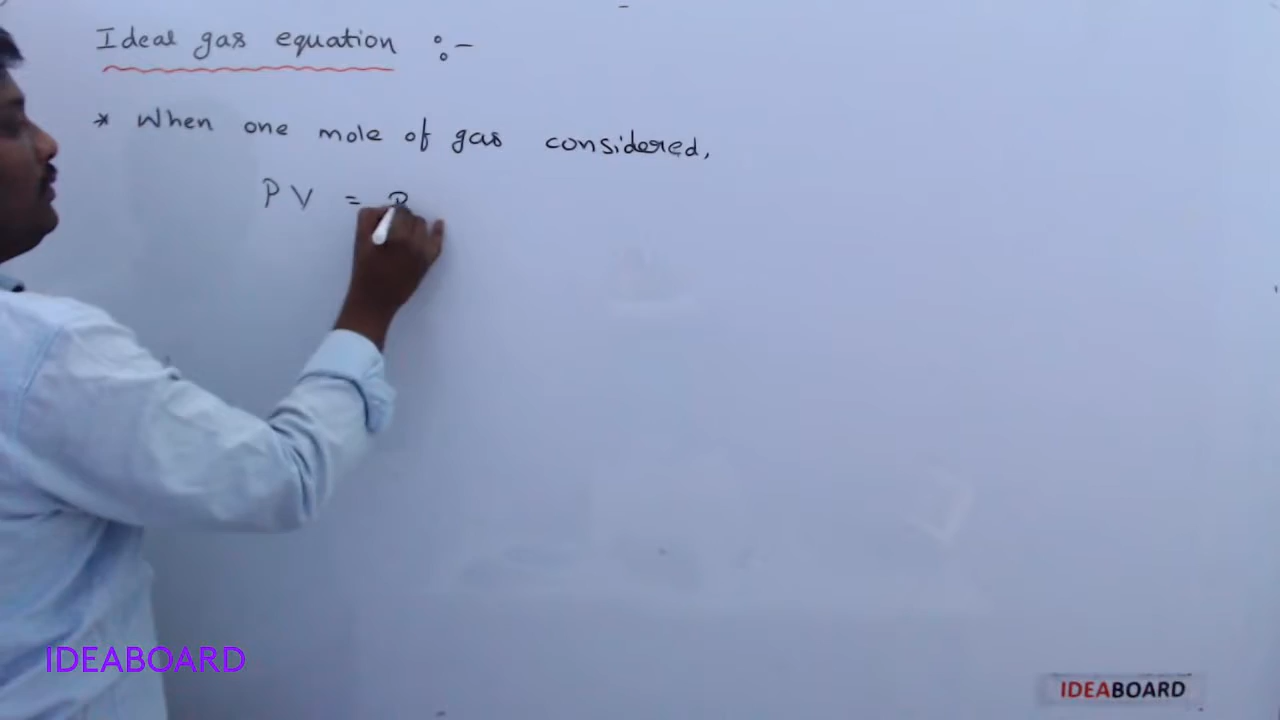 Ideal gas equation :-
* When one mole of gas considered,
PV = R
IDEABOARD
IDEABOARD